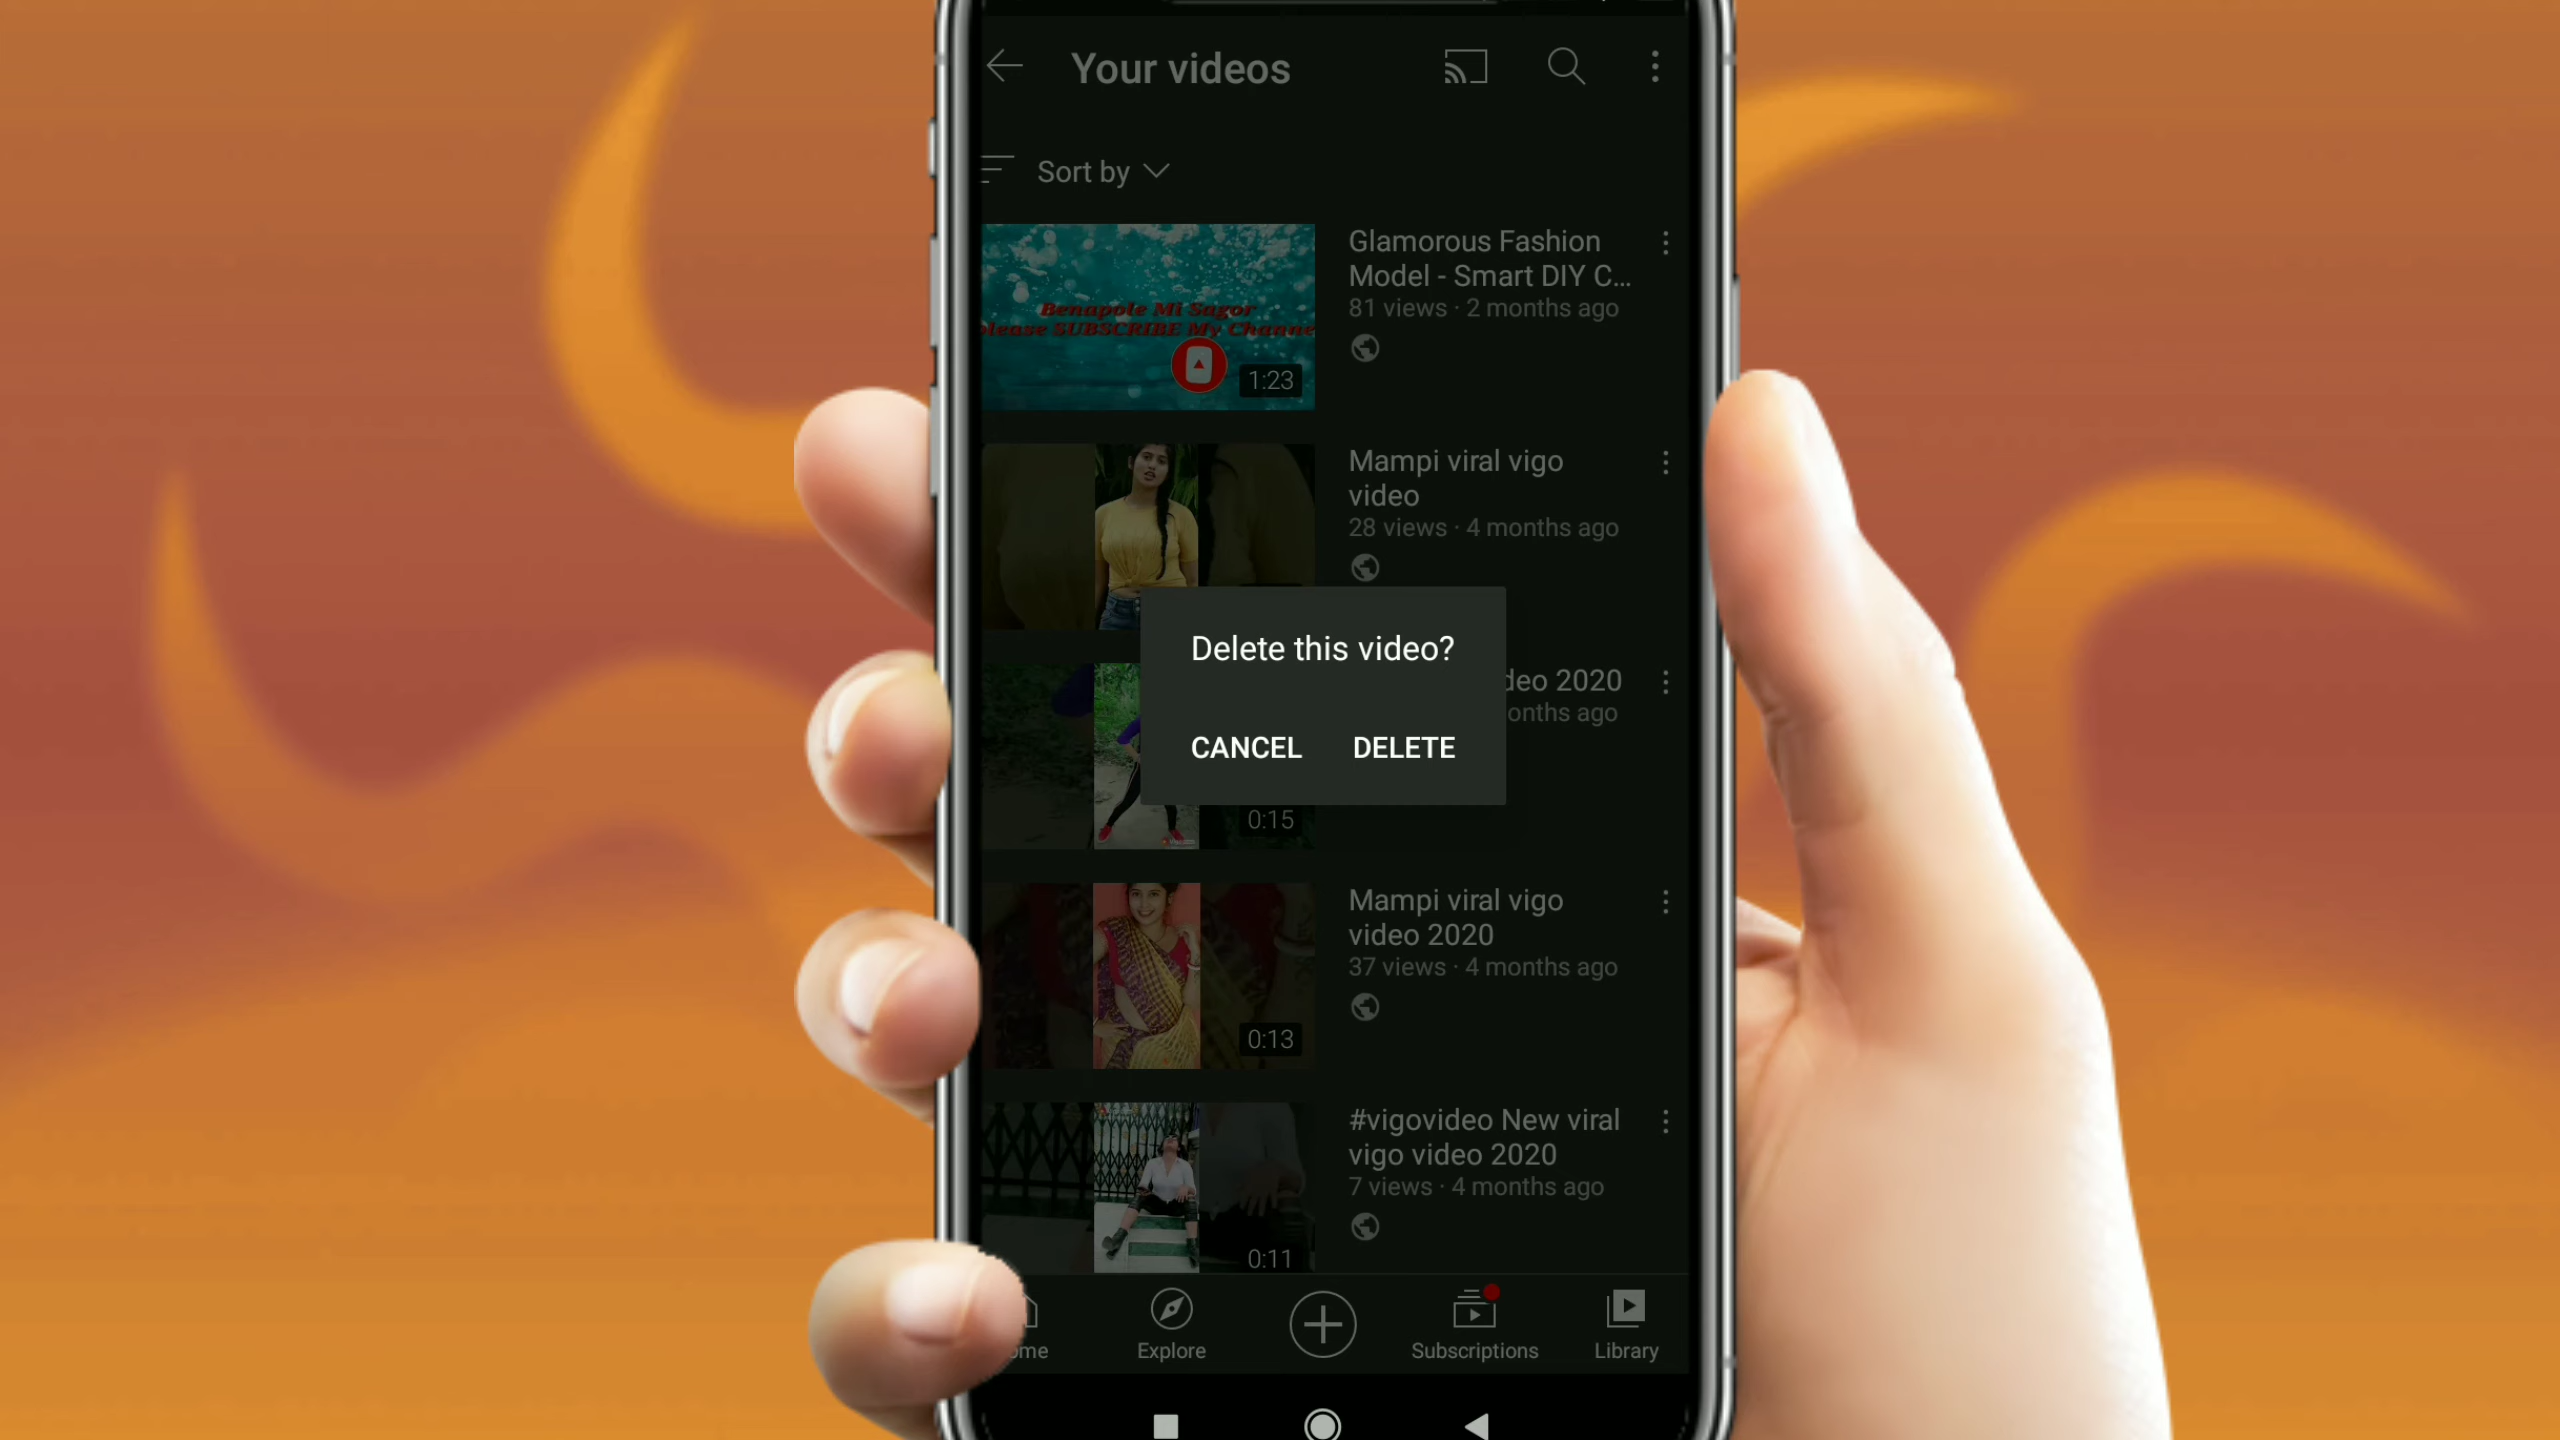 Your videos
Sort by
Benapole Mi Sagor
please SUBSCRIBE My Channe
1:23
Glamorous Fashion
Model - Smart DIY C...
81 views · 2 months ago
Mampi viral vigo
video
28 views · 4 months ago
Delete this video?
CANCEL DELETE
deo 2020
onths ago
0:15
Mampi viral vigo
video 2020
37 views · 4 months ago
0:13
#vigovideo New viral
vigo video 2020
7 views · 4 months ago
0:11
ome
Explore
Subscriptions
Library